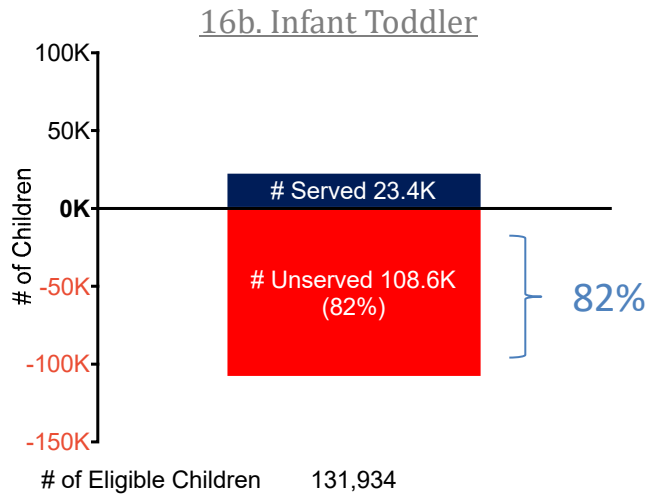 16b. Infant Toddler
100K
50K
# Served 23.4K
0K
# of Children
-50K
# Unserved 108.6K
(82%)
82%
-100K
-150K
# of Eligible Children 131,934